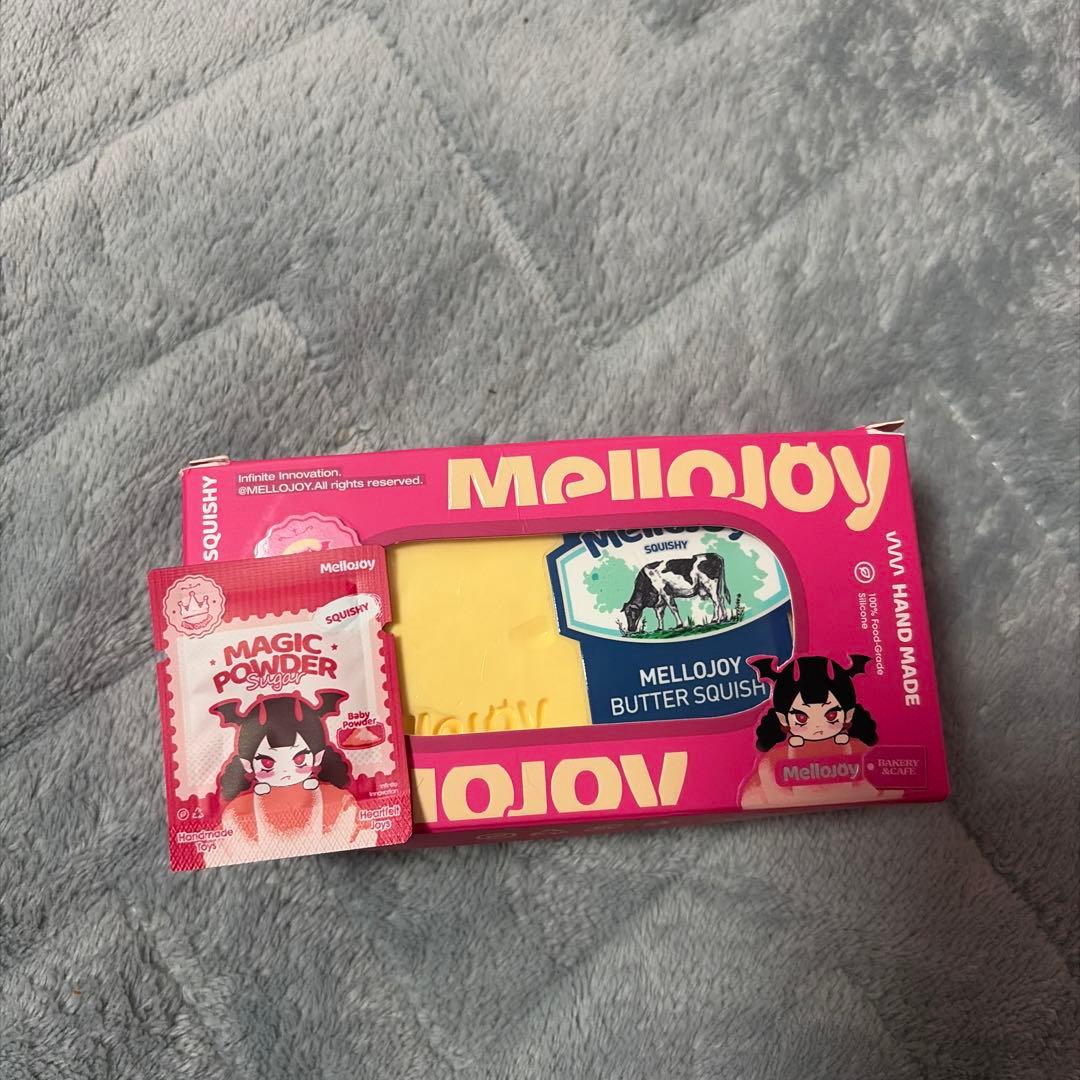 Infinite Innovation.
@MELLOJOY.All rights reserved.
MelloJoy
SQUISHY
HAND MADE
100% Food-Grade
Silicone
MelloJoy
SQUISHY
MELLOJOY
BUTTER SQUISH
MelloJoy
BAKERY
&CAFE
MelloJoy
SQUISHY
MAGIC
POWDER
Sugar
Baby
Powder
Infinite
Innovation
Handmade
Toys
Heartfelt
Joys